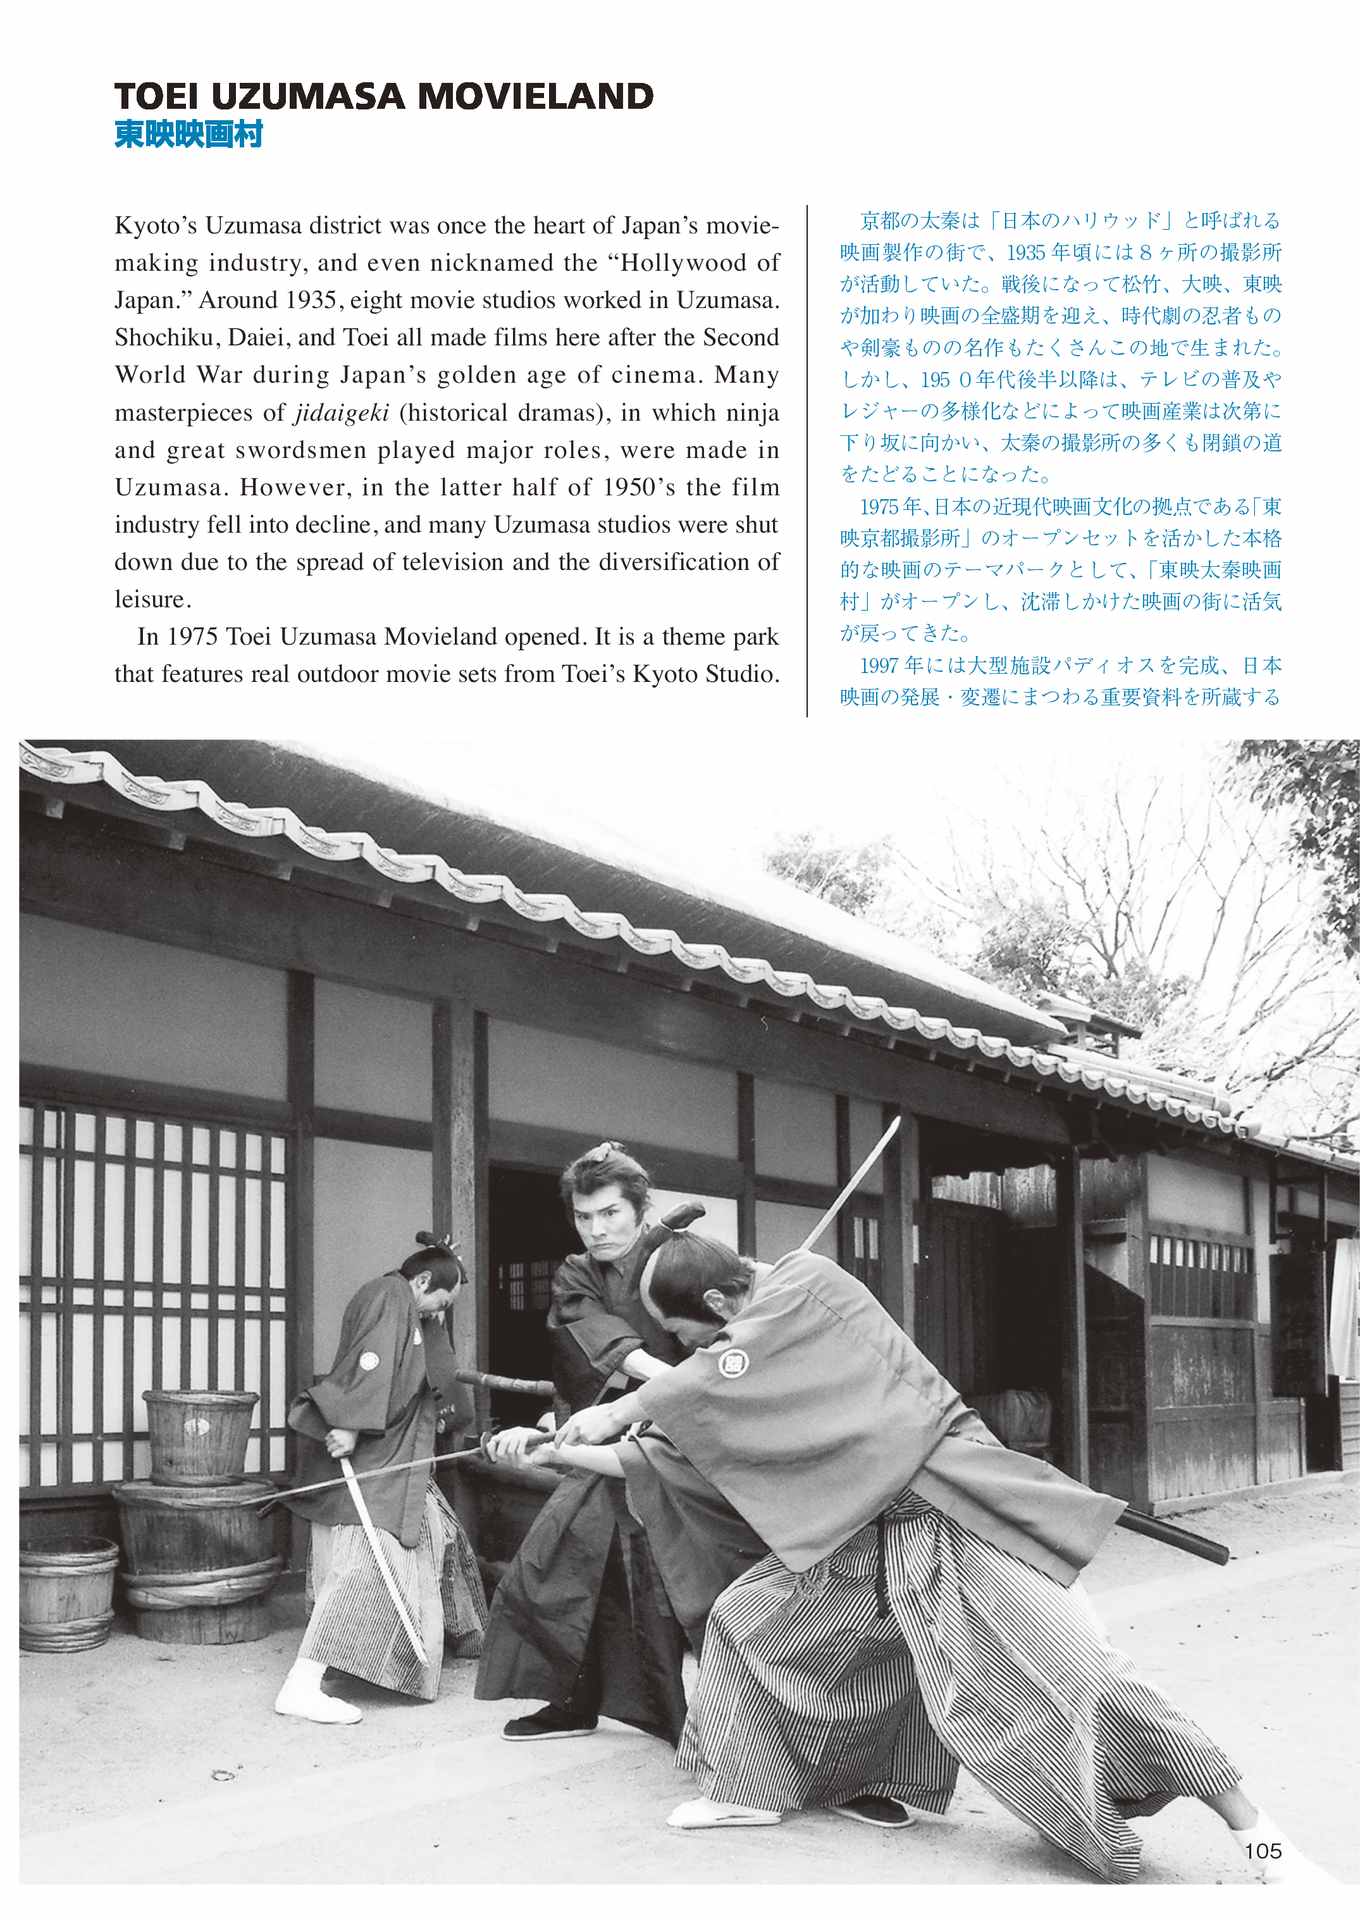 TOEI UZUMASA MOVIELAND
東映映画村
Kyoto’s Uzumasa district was once the heart of Japan’s movie-
making industry, and even nicknamed the “Hollywood of
Japan.” Around 1935, eight movie studios worked in Uzumasa.
Shochiku, Daiei, and Toei all made films here after the Second
World War during Japan’s golden age of cinema. Many
masterpieces of jidaigeki (historical dramas), in which ninja
and great swordsmen played major roles, were made in
Uzumasa. However, in the latter half of 1950’s the film
industry fell into decline, and many Uzumasa studios were shut
down due to the spread of television and the diversification of
leisure.
In 1975 Toei Uzumasa Movieland opened. It is a theme park
that features real outdoor movie sets from Toei’s Kyoto Studio.
京都の太秦は「日本のハリウッド」と呼ばれる
映画製作の街で、1935 年頃には８ヶ所の撮影所
が活動していた。戦後になって松竹、大映、東映
が加わり映画の全盛期を迎え、時代劇の忍者もの
や剣豪ものの名作もたくさんこの地で生まれた。
しかし、195０年代後半以降は、テレビの普及や
レジャーの多様化などによって映画産業は次第に
下り坂に向かい、太秦の撮影所の多くも閉鎖の道
をたどることになった。
1975 年、日本の近現代映画文化の拠点である「東
映京都撮影所」のオープンセットを活かした本格
的な映画のテーマパークとして、「東映太秦映画
村」がオープンし、沈滞しかけた映画の街に活気
が戻ってきた。
1997 年には大型施設パディオスを完成、日本
映画の発展・変遷にまつわる重要資料を所蔵する
105